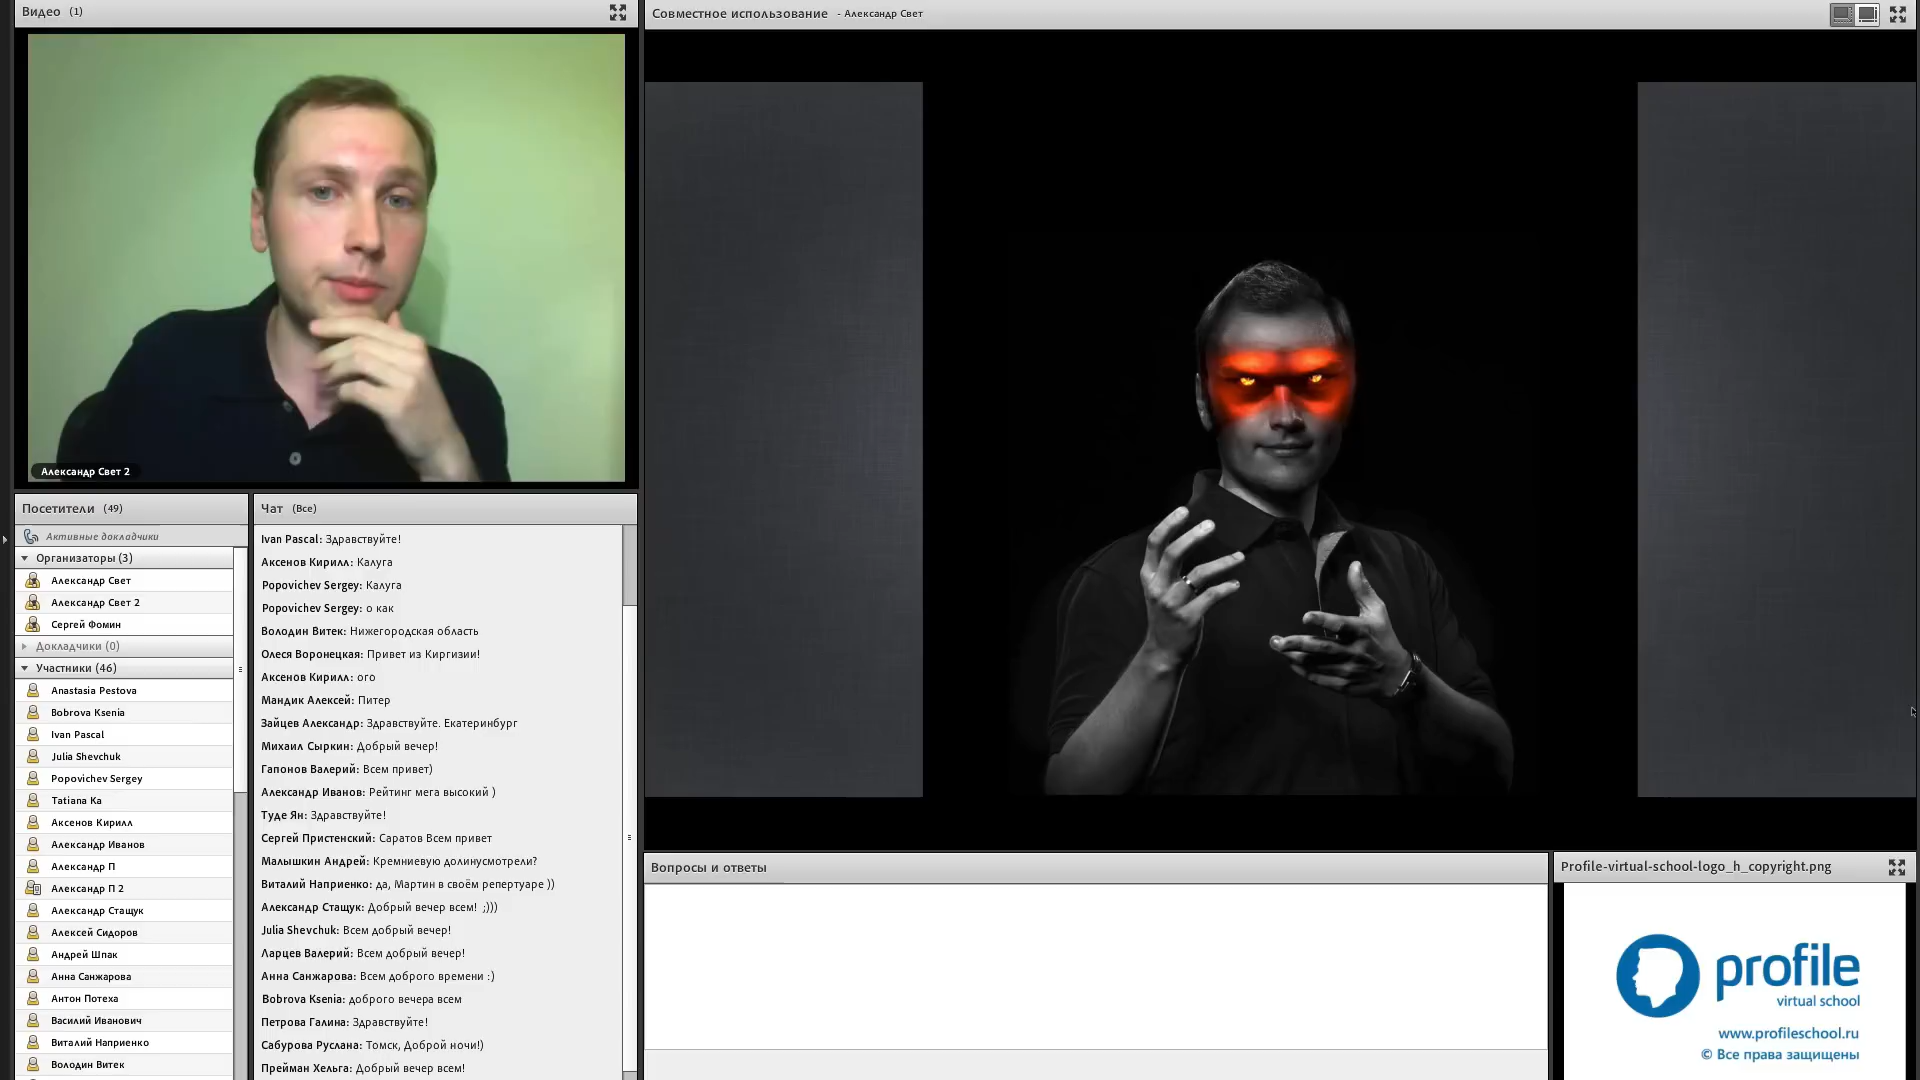 Видео (1)
Александр Свет 2
Посетители (49)
Активные докладчики
Организаторы (3)
Александр Свет
Александр Свет 2
Сергей Фомин
Докладчики (0)
Участники (46)
Anastasia Pestova
Bobrova Ksenia
Ivan Pascal
Julia Shevchuk
Popovichev Sergey
Tatiana Ka
Аксенов Кирилл
Александр Иванов
Александр П
Александр П 2
Александр Стащук
Алексей Сидоров
Андрей Шпак
Анна Санжарова
Антон Потеха
Василий Иванович
Виталий Наприенко
Володин Витек
Чат (Все)
Ivan Pascal: Здравствуйте!
Аксенов Кирилл: Калуга
Popovichev Sergey: Калуга
Popovichev Sergey: о как
Володин Витек: Нижегородская область
Олеся Воронецкая: Привет из Киргизии!
Аксенов Кирилл: ого
Мандик Алексей: Питер
Зайцев Александр: Здравствуйте. Екатеринбург
Михаил Сыркин: Добрый вечер!
Гапонов Валерий: Всем привет)
Александр Иванов: Рейтинг мега высокий )
Туде Ян: Здравствуйте!
Сергей Пристенский: Саратов Всем привет
Малышкин Андрей: Кремниевую долинусмотрели?
Виталий Наприенко: да, Мартин в своём репертуаре ))
Александр Стащук: Добрый вечер всем! ;)))
Julia Shevchuk: Всем добрый вечер!
Ларцев Валерий: Всем добрый вечер!
Анна Санжарова: Всем доброго времени :)
Bobrova Ksenia: доброго вечера всем
Петрова Галина: Здравствуйте!
Сабурова Руслана: Томск, Доброй ночи!)
Прейман Хельга: Добрый вечер всем!
Совместное использование - Александр Свет
Вопросы и ответы
Profile-virtual-school-logo_h_copyright.png
profile
virtual school
www.profileschool.ru
© Все права защищены